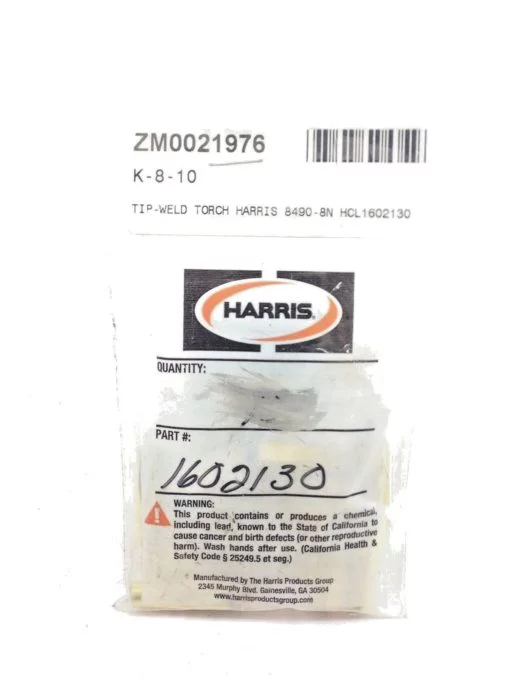 ZM0021976
K-8-10
TIP-WELD TORCH HARRIS 8490-8N HCL1602130
HARRIS®
QUANTITY:
PART #:
1602130
WARNING:
This product contains or produces a chemical,
including lead, known to the State of California to
cause cancer and birth defects (or other reproductive
harm). Wash hands after use. (California Health &
Safety Code § 25249.5 et seg.)
Manufactured by The Harris Products Group
2345 Murphy Blvd. Gainesville, GA 30504
www.harrisproductsgroup.com